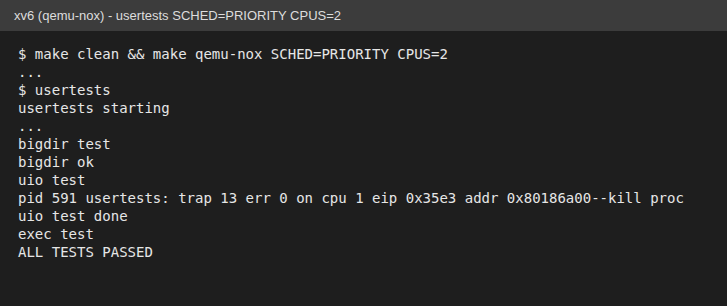 xv6 (qemu-nox) - usertests SCHED=PRIORITY CPUS=2
$ make clean && make qemu-nox SCHED=PRIORITY CPUS=2
...
$ usertests
usertests starting
...
bigdir test
bigdir ok
uio test
pid 591 usertests: trap 13 err 0 on cpu 1 eip 0x35e3 addr 0x80186a00--kill proc
uio test done
exec test
ALL TESTS PASSED